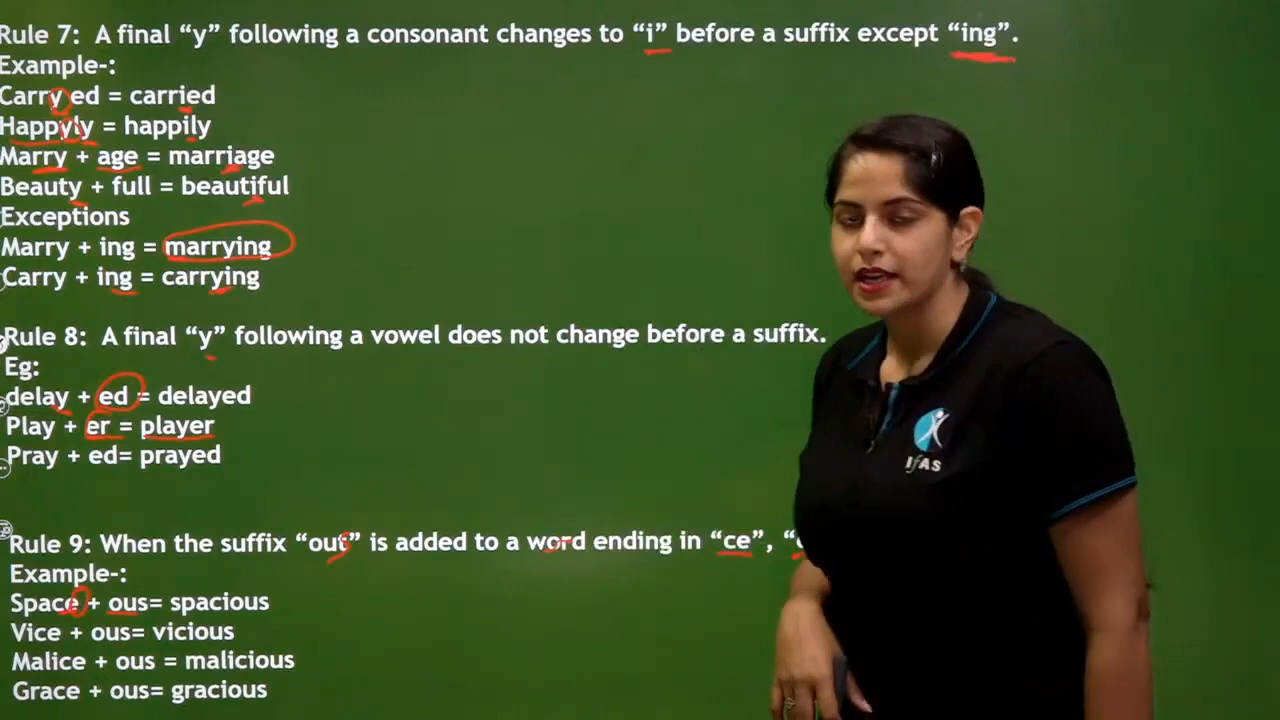 Rule 7: A final “y” following a consonant changes to “i” before a suffix except “ing”.
Example-:
Carry ed = carried
Happyly = happily
Marry + age = marriage
Beauty + full = beautiful
Exceptions
Marry + ing = marrying
Carry + ing = carrying
Rule 8: A final “y” following a vowel does not change before a suffix.
Eg:
delay + ed = delayed
Play + er = player
Pray + ed= prayed
Rule 9: When the suffix “out” is added to a word ending in “ce”, “
Example-:
Space + ous= spacious
Vice + ous= vicious
Malice + ous = malicious
Grace + ous= gracious
IFAS